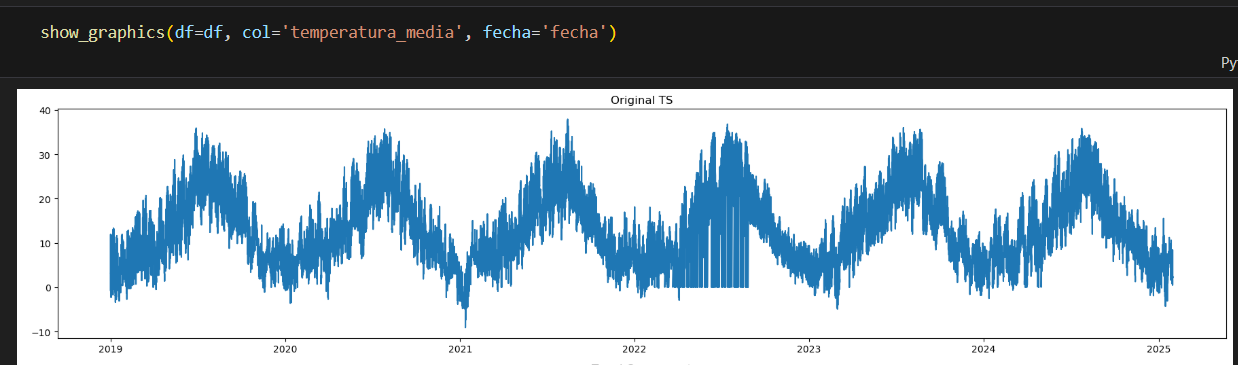 show_graphics(df=df, col='temperatura_media', fecha='fecha')
Py
Original TS
40
30
20
10
0
−10
2019 2020 2021 2022 2023 2024 2025